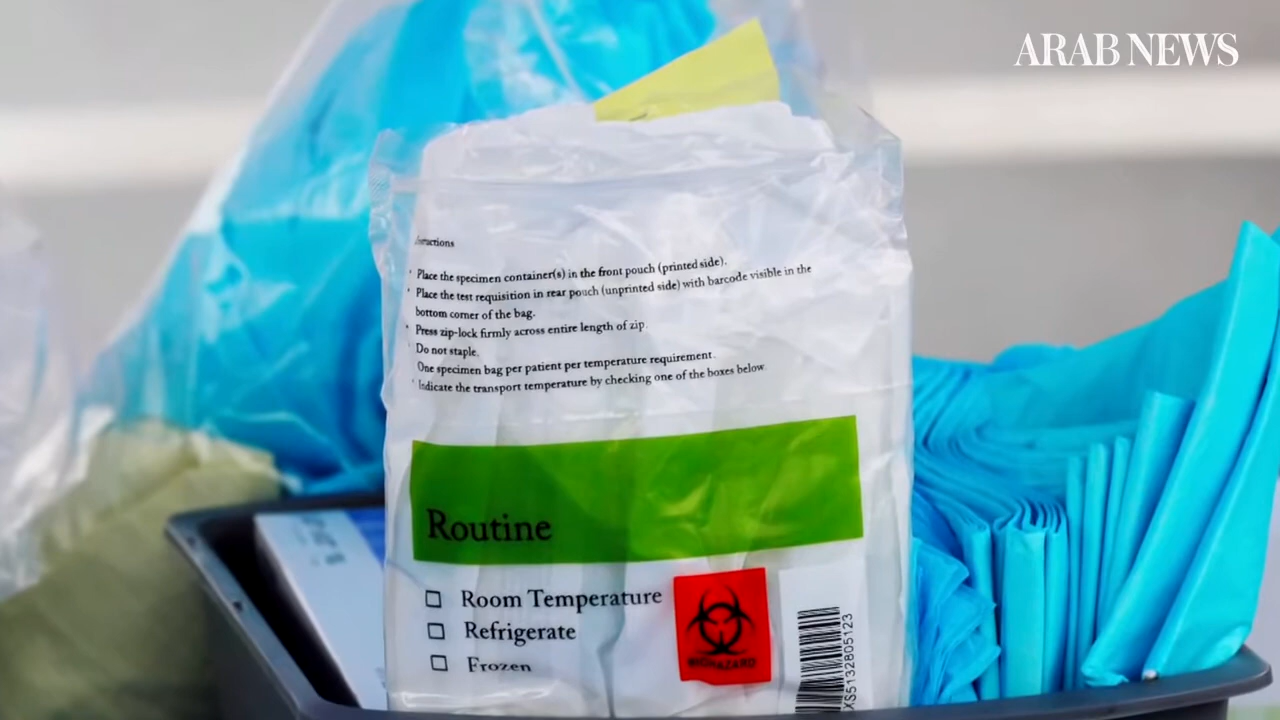 ARAB NEWS
Place the specimen container(s) in the front pouch (printed side).
Place the test requisition in rear pouch (unprinted side) with barcode visible in the
bottom corner of the bag.
Press zip-lock firmly across entire length of zip.
Do not staple.
One specimen bag per patient per temperature requirement.
Indicate the transport temperature by checking one of the boxes below.
Routine
Room Temperature
Refrigerate
Frozen
BIOHAZARD
XS5132805123